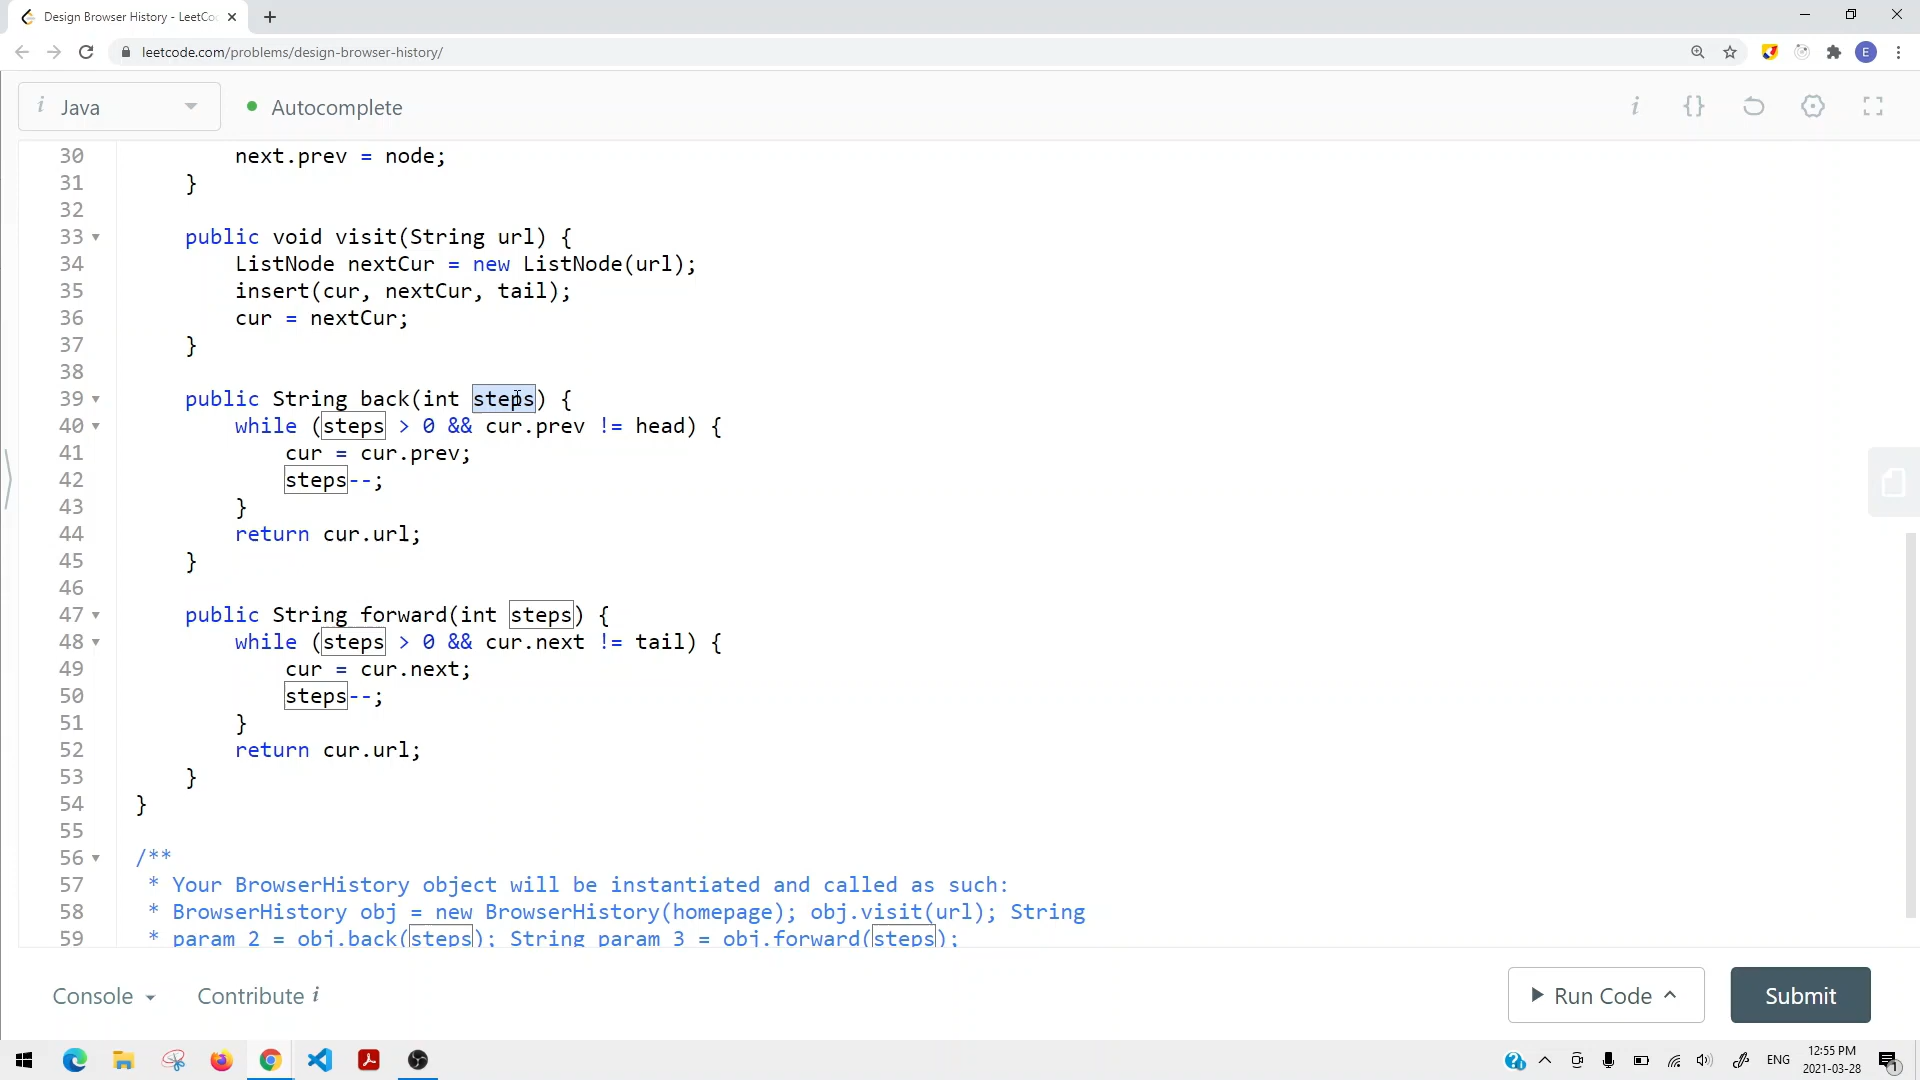 Design Browser History - LeetCo
leetcode.com/problems/design-browser-history/
E
i Java
Autocomplete
i {}
30 next.prev = node;
31 }
32
33 public void visit(String url) {
34 ListNode nextCur = new ListNode(url);
35 insert(cur, nextCur, tail);
36 cur = nextCur;
37 }
38
39 public String back(int steps) {
40 while (steps > 0 && cur.prev != head) {
41 cur = cur.prev;
42 steps--;
43 }
44 return cur.url;
45 }
46
47 public String forward(int steps) {
48 while (steps > 0 && cur.next != tail) {
49 cur = cur.next;
50 steps--;
51 }
52 return cur.url;
53 }
54 }
55
56 /**
57 * Your BrowserHistory object will be instantiated and called as such:
58 * BrowserHistory obj = new BrowserHistory(homepage); obj.visit(url); String
59 * param_2 = obj.back(steps); String param_3 = obj.forward(steps);
Console
Contribute i
Run Code
Submit
ENG
12:55 PM
2021-03-28
1